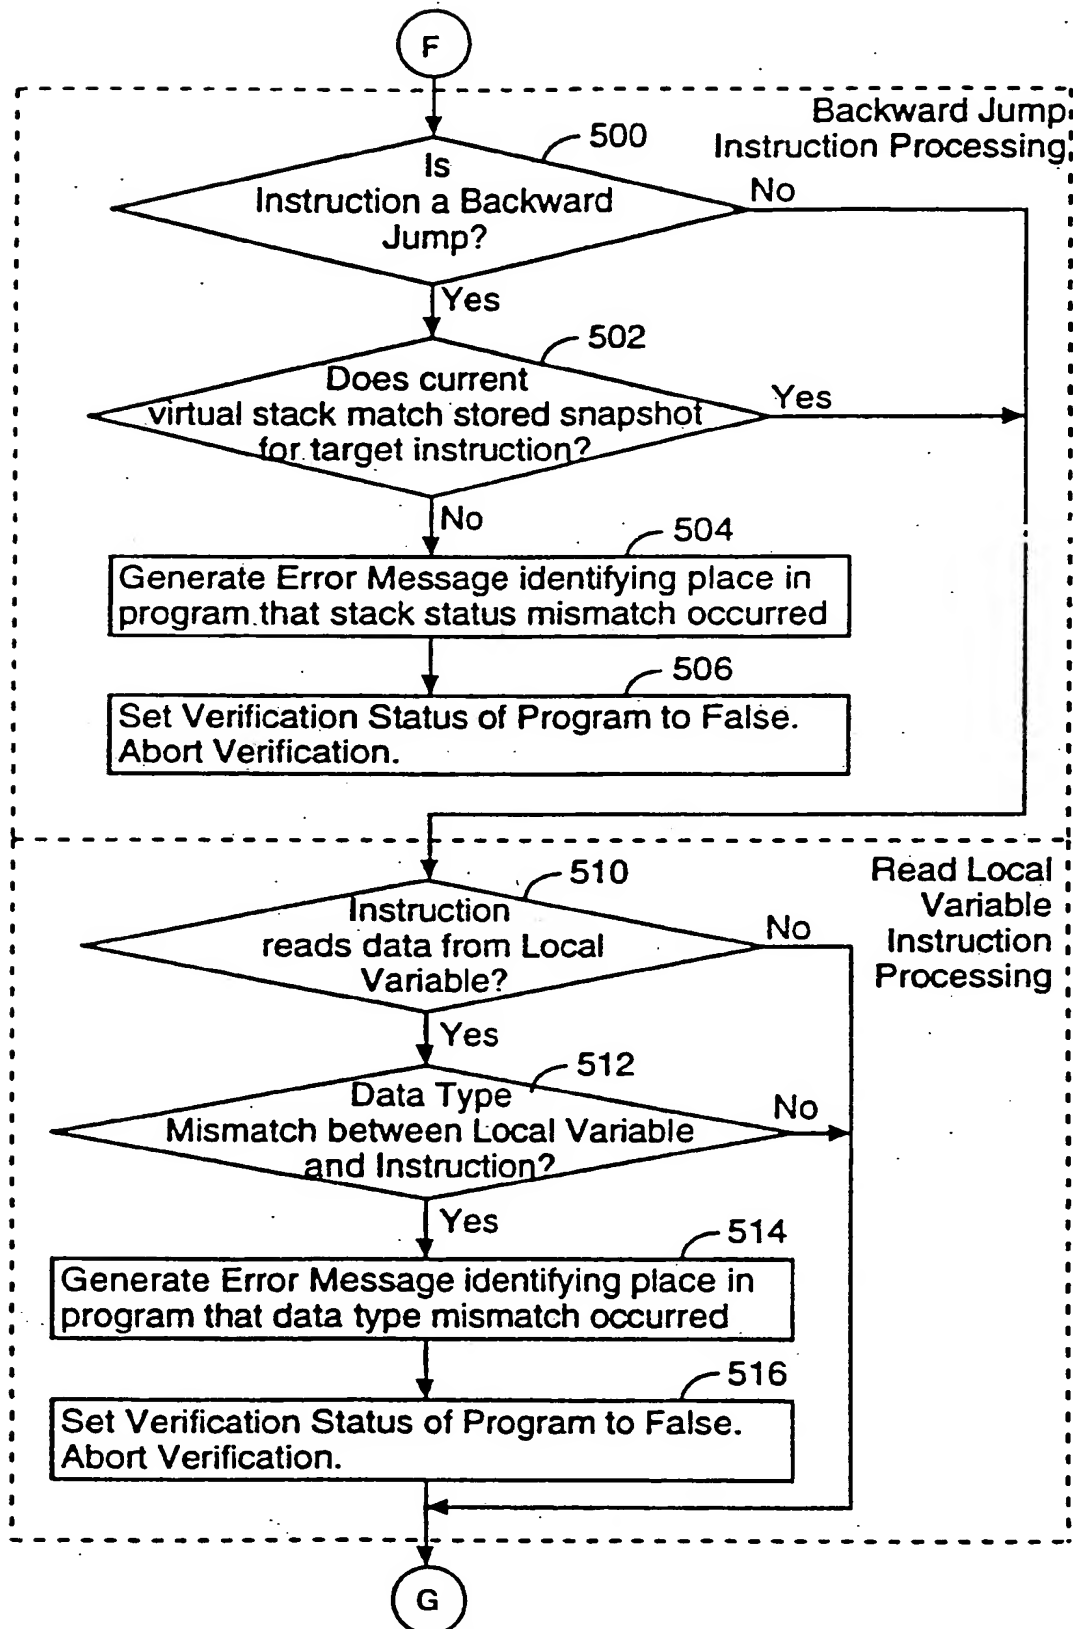 F
Backward Jump
Instruction Processing
500
Is
Instruction a Backward
Jump?
No
Yes
502
Does current
virtual stack match stored snapshot
for target instruction?
Yes
No
504
Generate Error Message identifying place in
program that stack status mismatch occurred
506
Set Verification Status of Program to False.
Abort Verification.
510
Read Local
Variable
Instruction
Processing
Instruction
reads data from Local
Variable?
No
Yes
512
Data Type
Mismatch between Local Variable
and Instruction?
No
Yes
514
Generate Error Message identifying place in
program that data type mismatch occurred
516
Set Verification Status of Program to False.
Abort Verification.
G